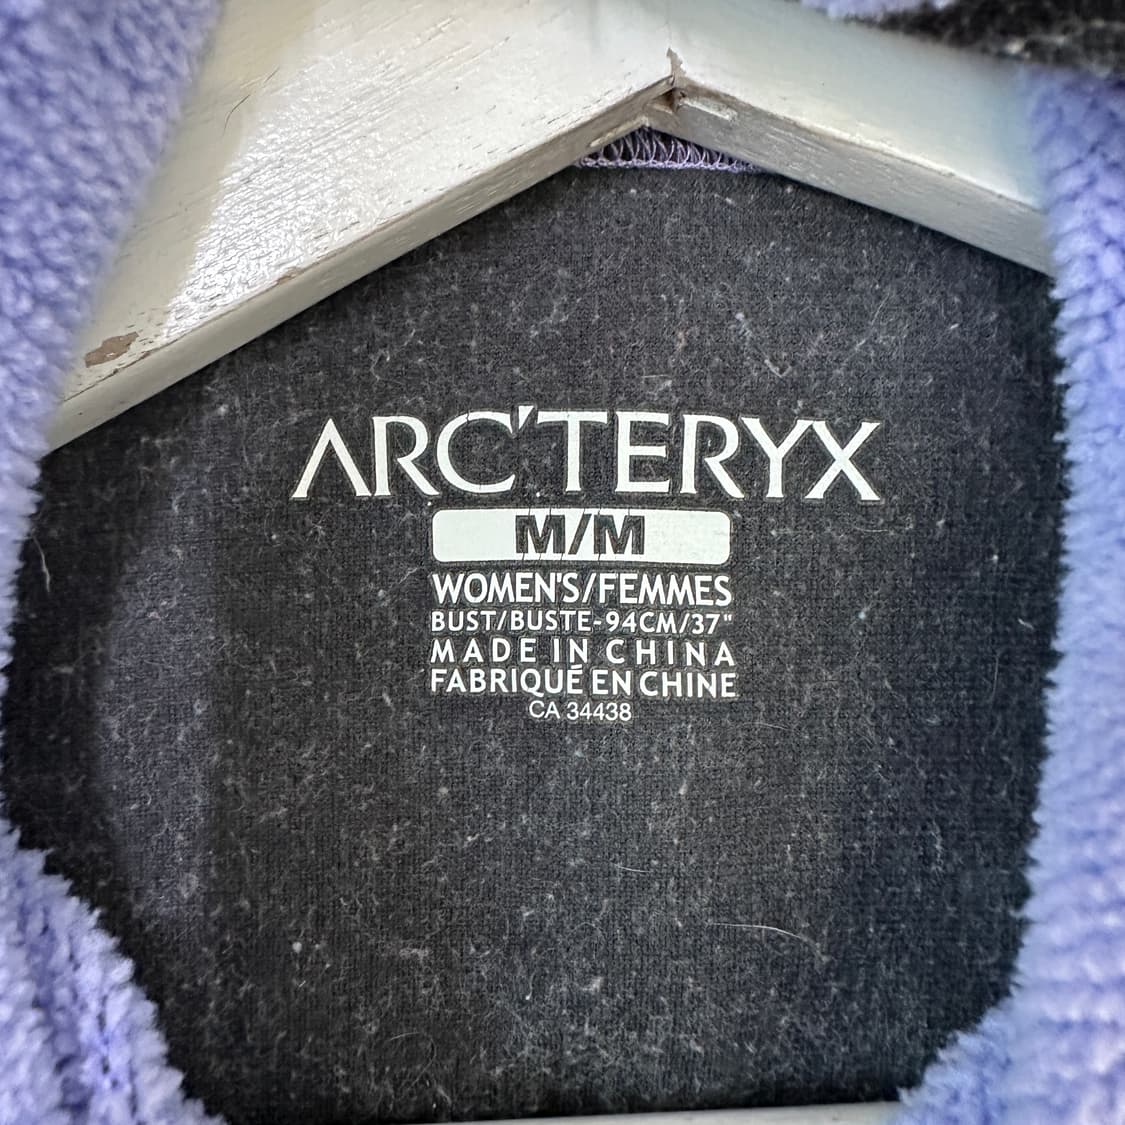 ARC'TERYX
M/M
WOMEN'S/FEMMES
BUST/BUSTE-94CM/37"
MADE IN CHINA
FABRIQUÉ EN CHINE
CA 34438